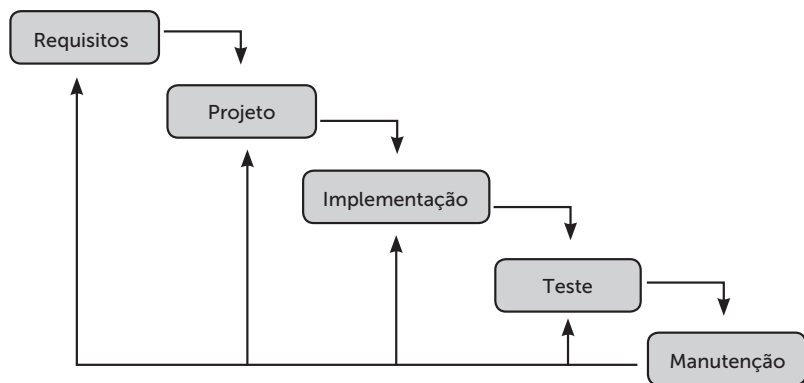 Requisitos
Projeto
Implementação
Teste
Manutenção